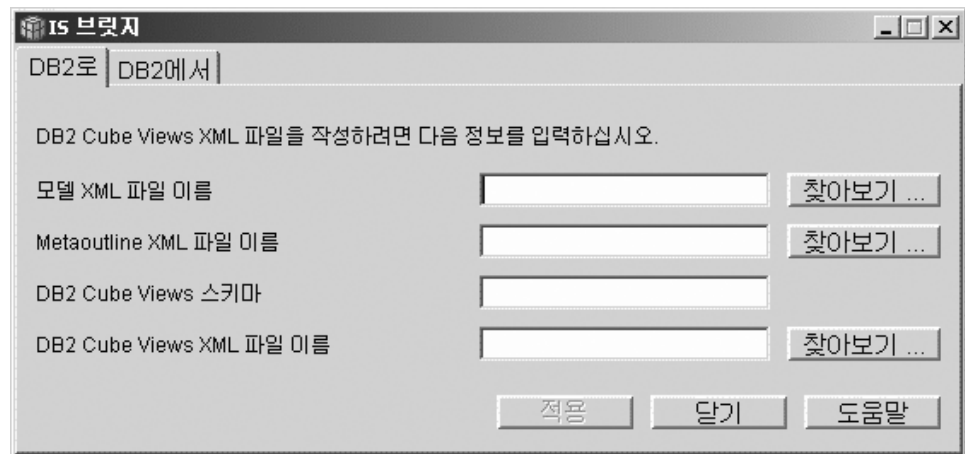 IS 브릿지
DB2로 DB2에서
DB2 Cube Views XML 파일을 작성하려면 다음 정보를 입력하십시오.
모델 XML 파일 이름 찾아보기 ...
Metaoutline XML 파일 이름 찾아보기 ...
DB2 Cube Views 스키마
DB2 Cube Views XML 파일 이름 찾아보기 ...
적용 닫기 도움말